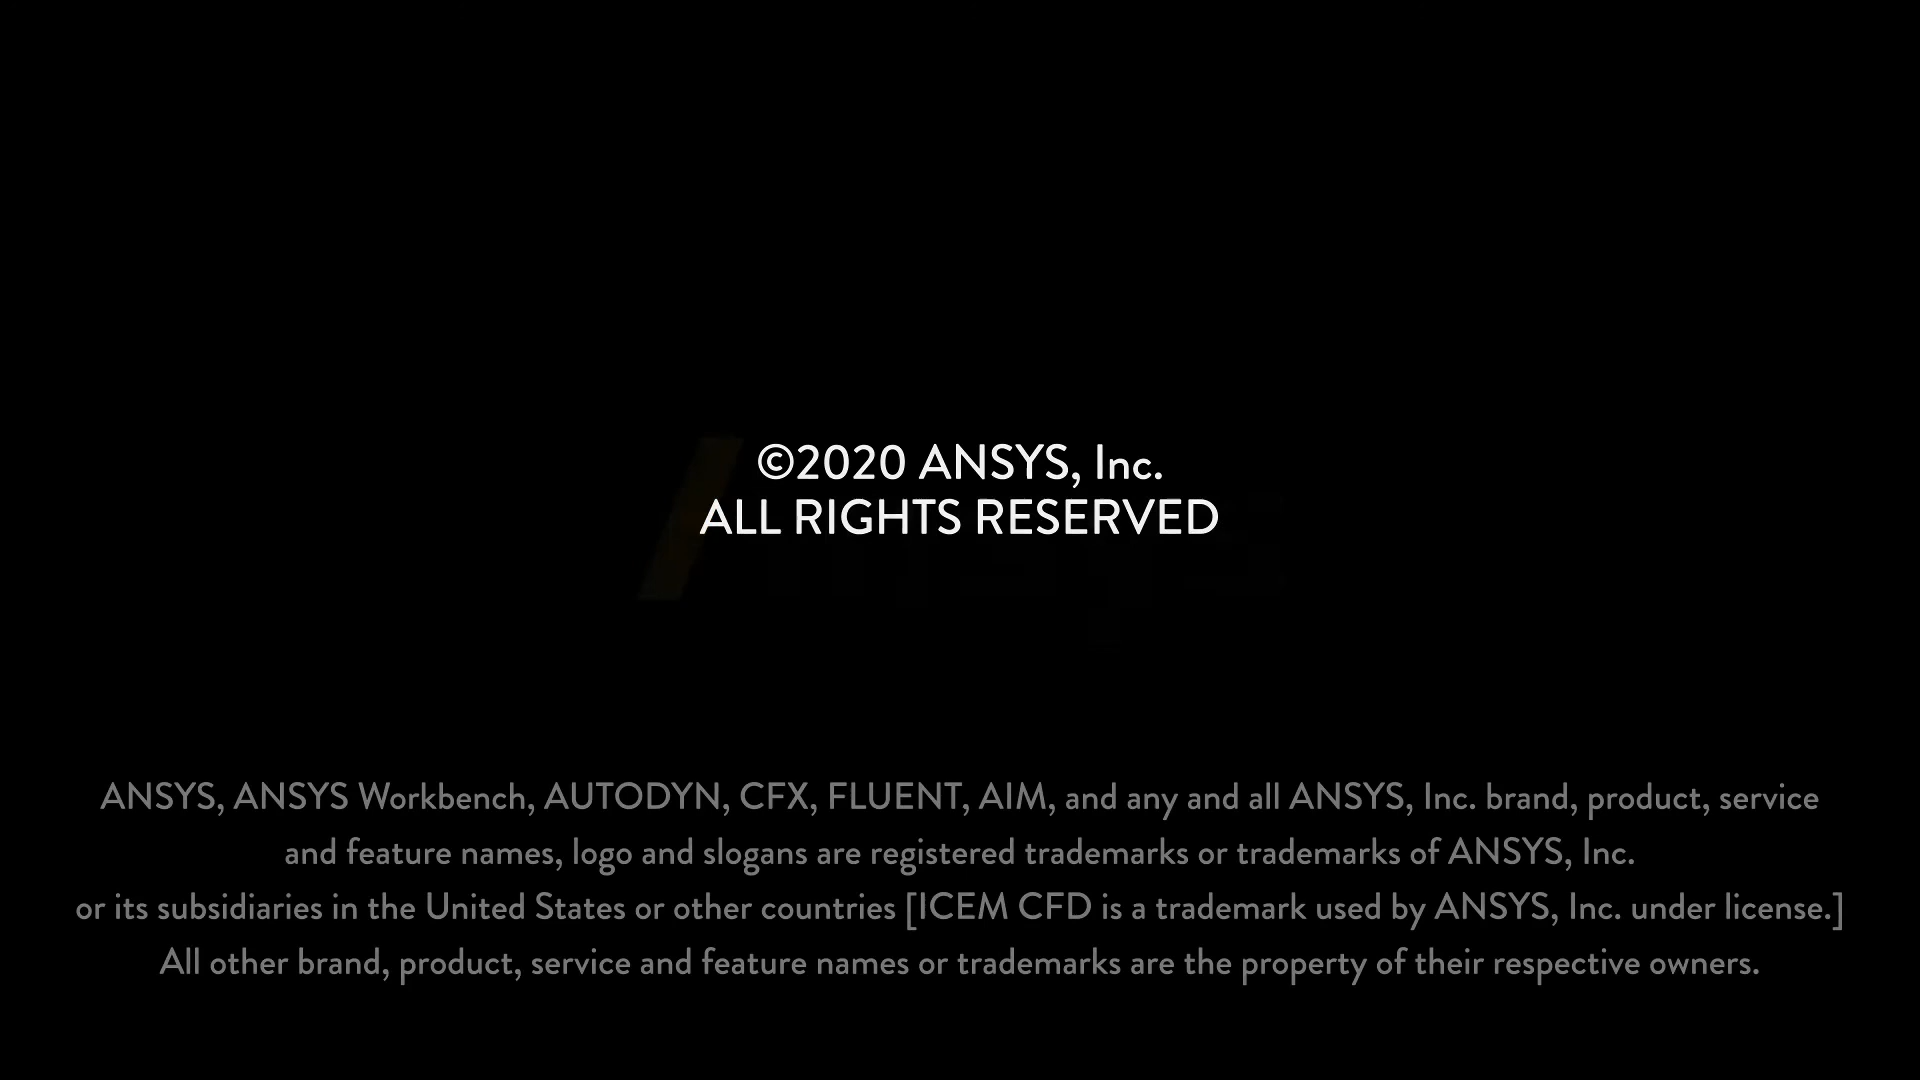 ©2020 ANSYS, Inc.
ALL RIGHTS RESERVED
ANSYS, ANSYS Workbench, AUTODYN, CFX, FLUENT, AIM, and any and all ANSYS, Inc. brand, product, service
and feature names, logo and slogans are registered trademarks or trademarks of ANSYS, Inc.
or its subsidiaries in the United States or other countries [ICEM CFD is a trademark used by ANSYS, Inc. under license.]
All other brand, product, service and feature names or trademarks are the property of their respective owners.